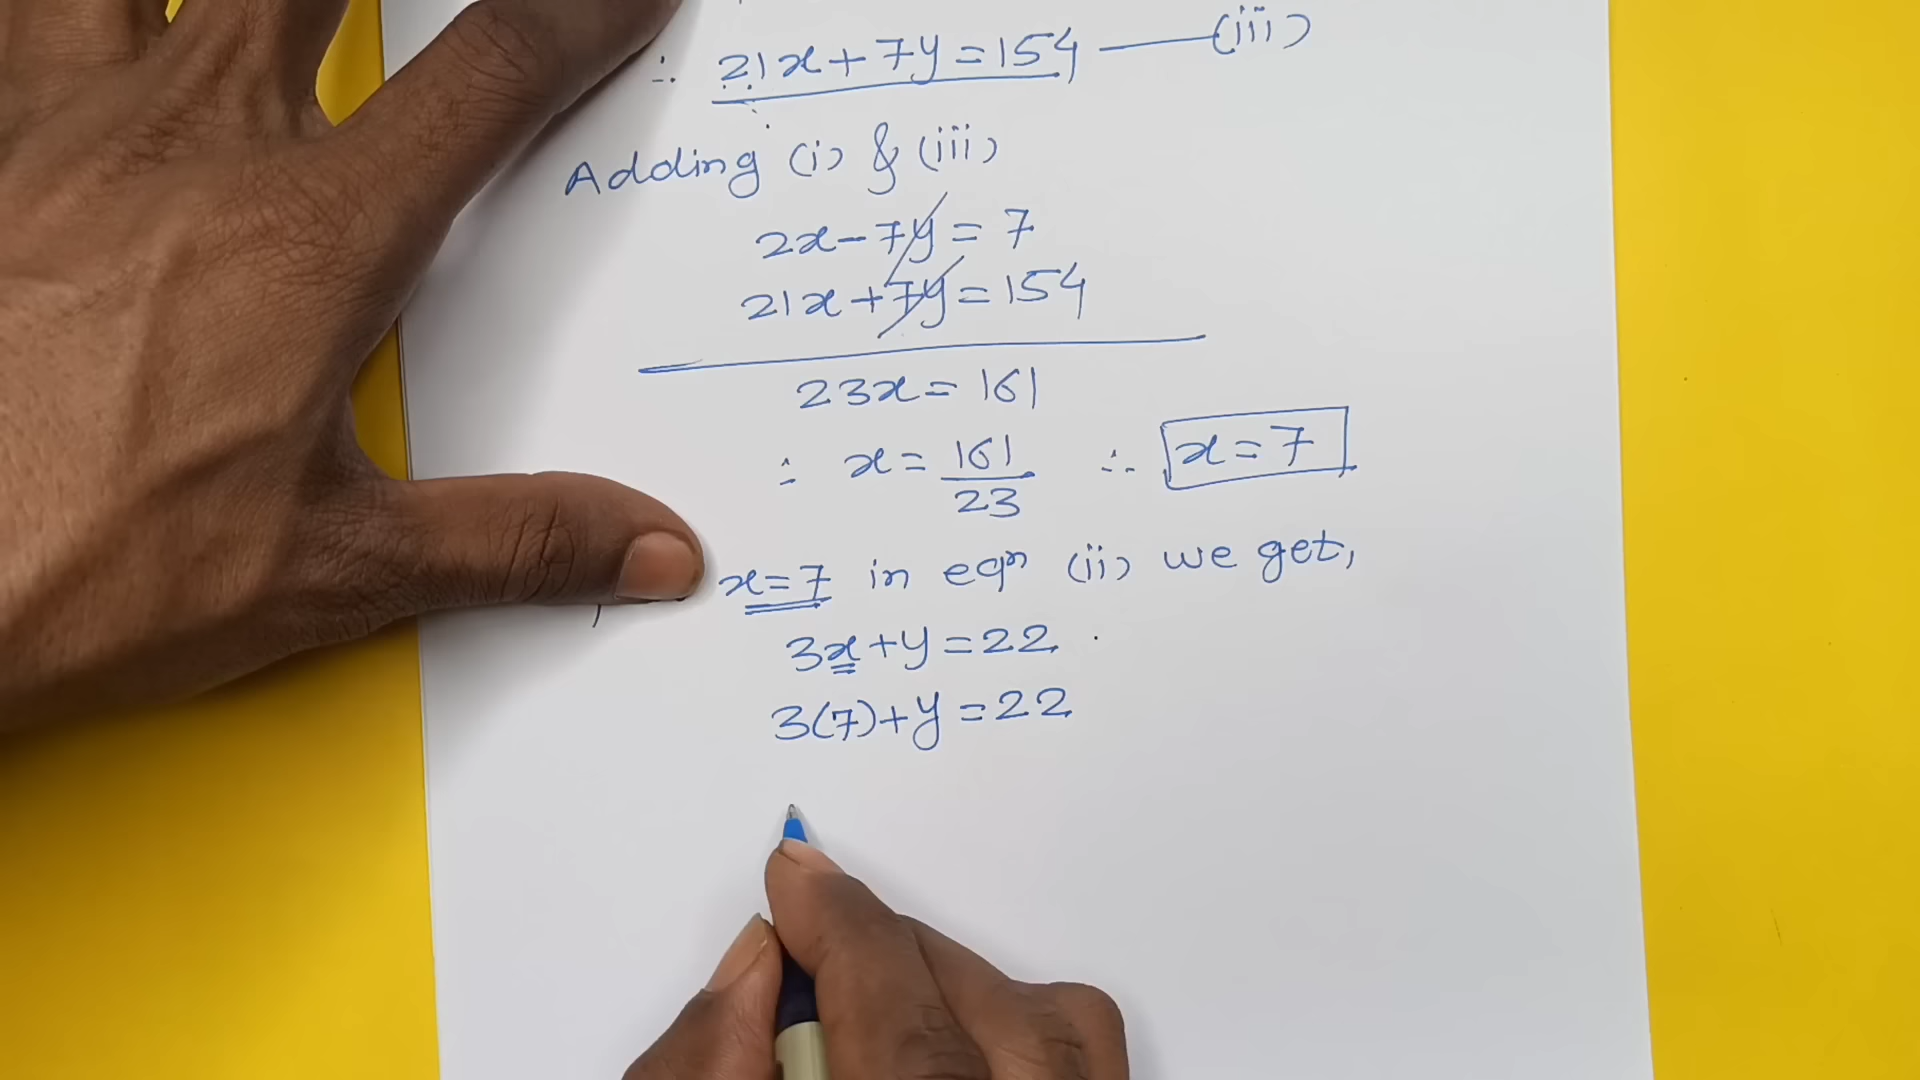 ∴ 21x + 7y = 154 — (iii)
Adding (i) & (iii)
2x - 7y = 7
21x + 7y = 154
23x = 161
∴ x = 161/23 ∴ x = 7
x = 7 in eqn (ii) we get,
3x + y = 22
3(7) + y = 22